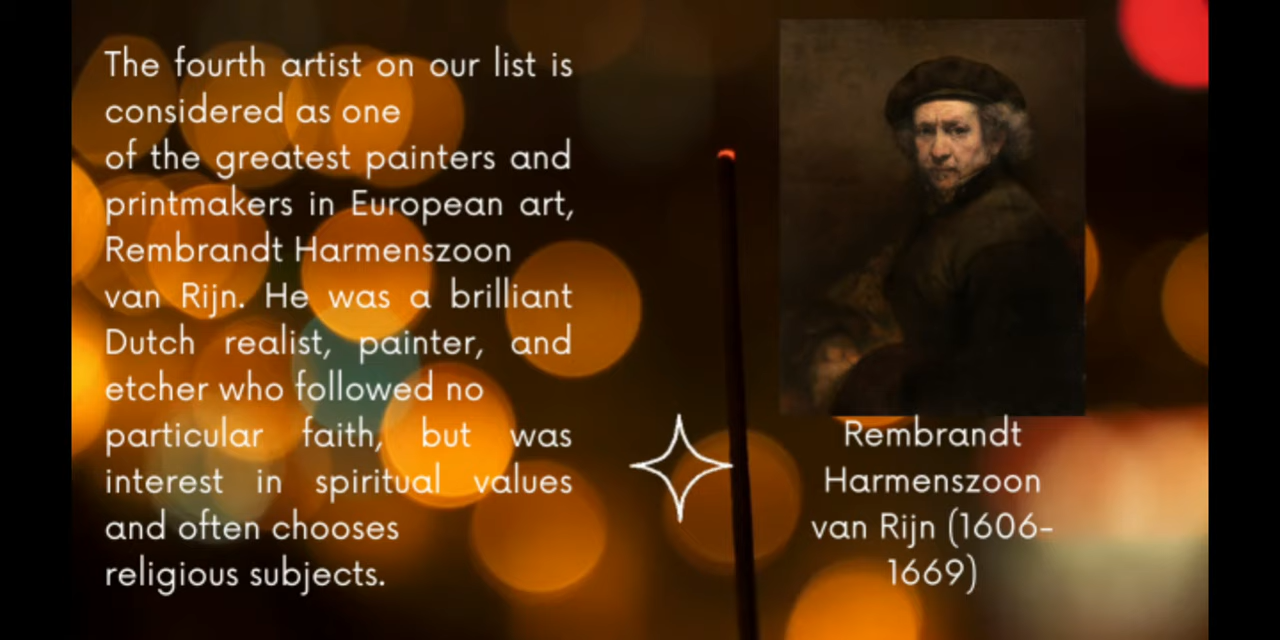 The fourth artist on our list is
considered as one
of the greatest painters and
printmakers in European art,
Rembrandt Harmenszoon
van Rijn. He was a brilliant
Dutch realist, painter, and
etcher who followed no
particular faith, but was
interest in spiritual values
and often chooses
religious subjects.
Rembrandt
Harmenszoon
van Rijn (1606-
1669)